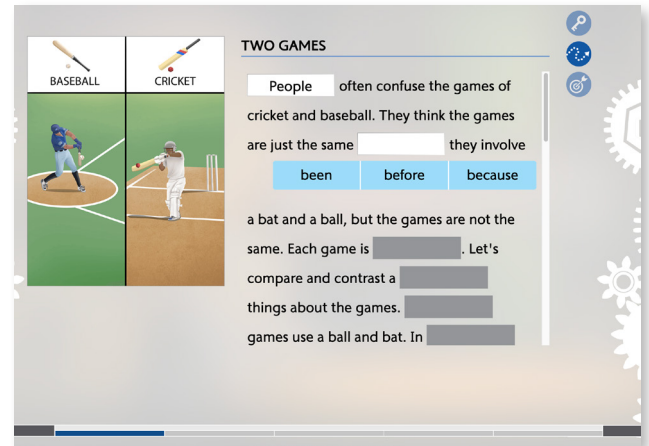 BASEBALL
CRICKET
TWO GAMES
People often confuse the games of
cricket and baseball. They think the games
are just the same they involve
been before because
a bat and a ball, but the games are not the
same. Each game is . Let's
compare and contrast a
things about the games.
games use a ball and bat. In